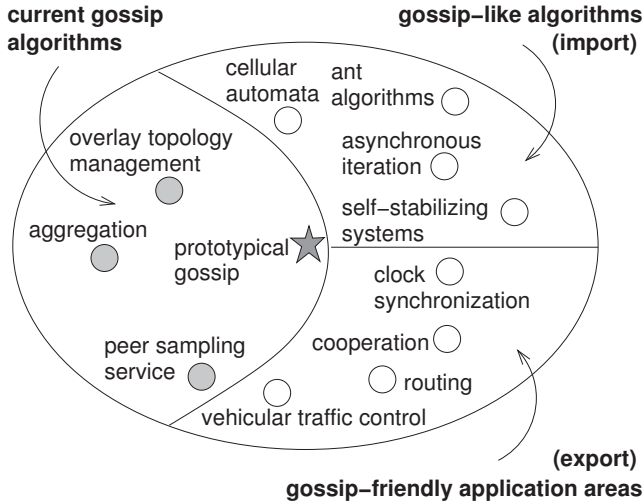 current gossip
algorithms
gossip–like algorithms
(import)
cellular
automata
ant
algorithms
overlay topology
management
asynchronous
iteration
aggregation
self–stabilizing
systems
prototypical
gossip
clock
synchronization
cooperation
peer sampling
service
routing
vehicular traffic control
(export)
gossip–friendly application areas